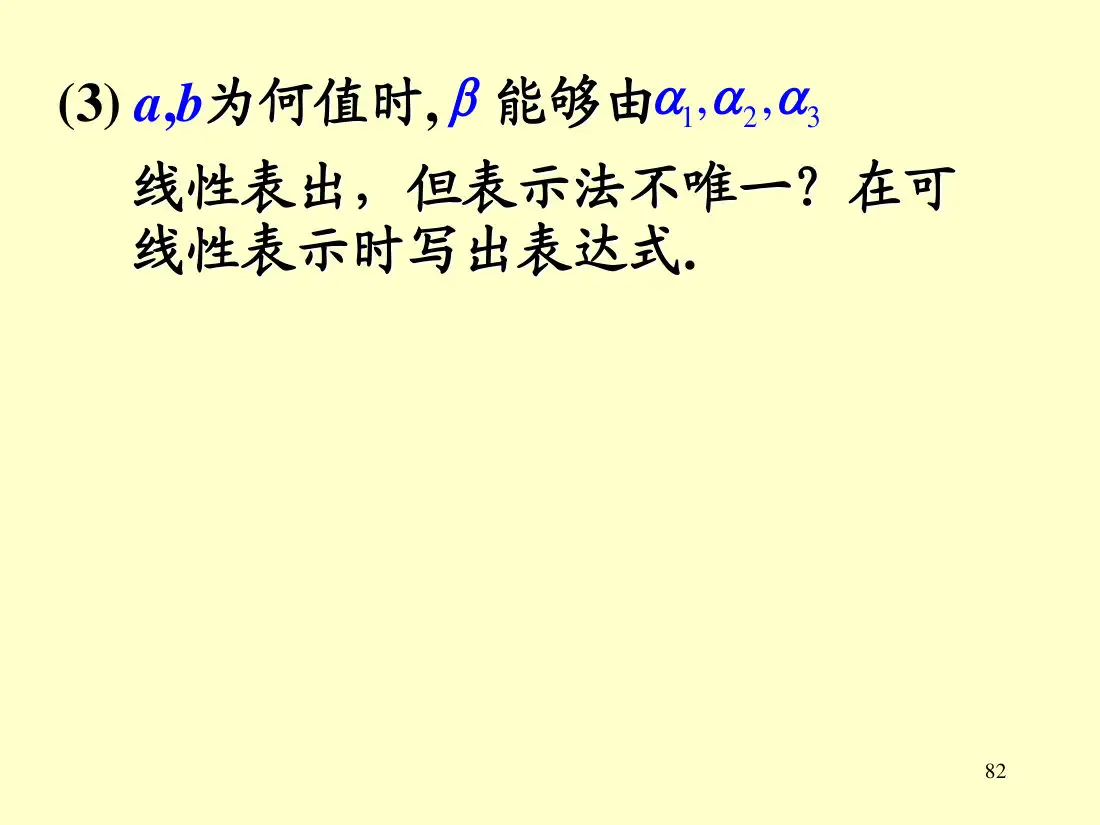 (3) a,b为何值时, β 能够由α₁,α₂,α₃
线性表出，但表示法不唯一？在可
线性表示时写出表达式.
82